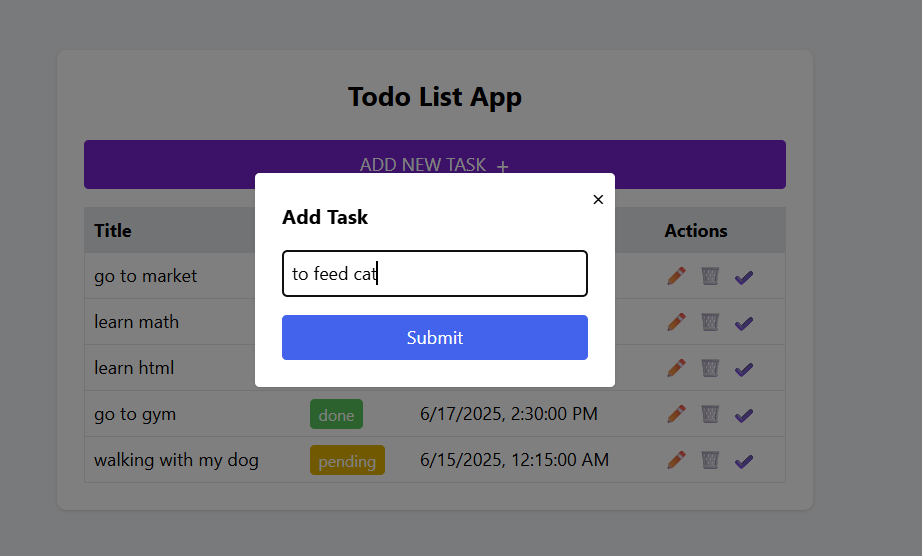 Todo List App
ADD NEW TASK +
Add Task ×
to feed cat
Submit
Title Actions
go to market
learn math
learn html
go to gym done 6/17/2025, 2:30:00 PM
walking with my dog pending 6/15/2025, 12:15:00 AM